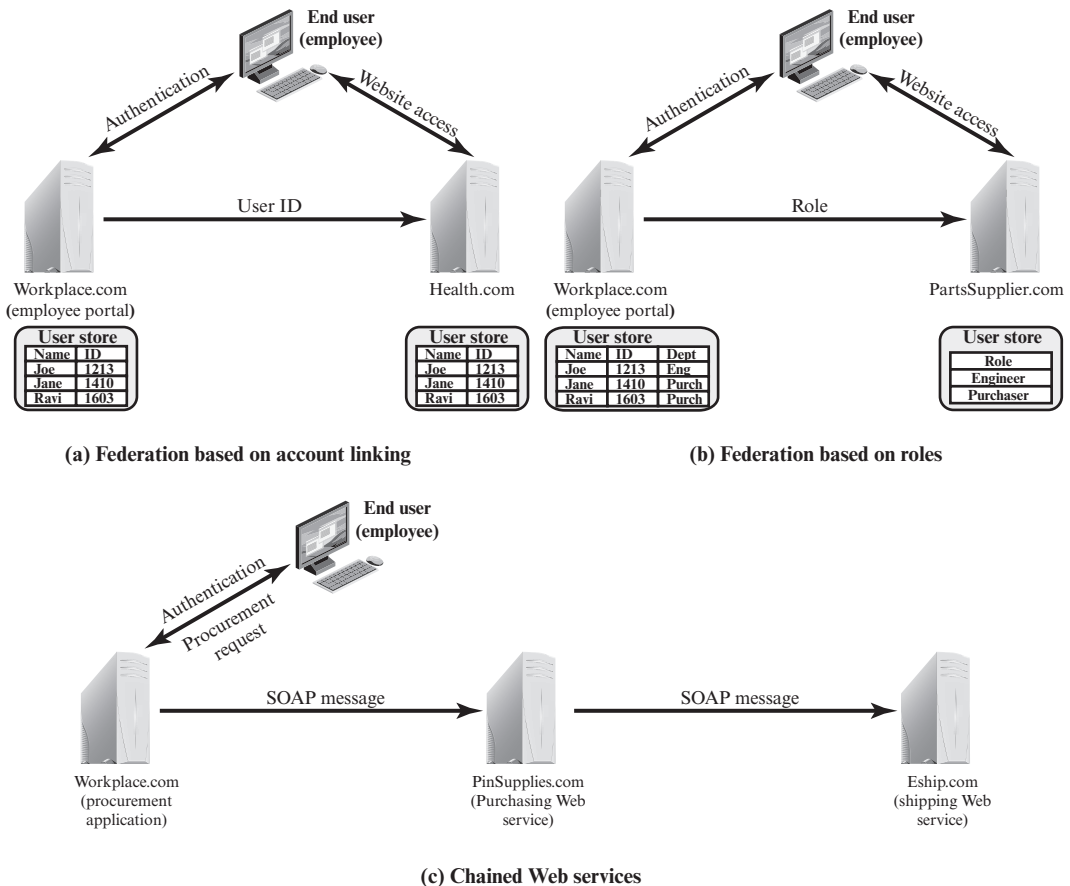 End user
(employee)
Authentication
Website access
User ID
Workplace.com
(employee portal)
Health.com
User store
Name ID
Joe 1213
Jane 1410
Ravi 1603
User store
Name ID
Joe 1213
Jane 1410
Ravi 1603
(a) Federation based on account linking
End user
(employee)
Authentication
Website access
Role
Workplace.com
(employee portal)
PartsSupplier.com
User store
Name ID Dept
Joe 1213 Eng
Jane 1410 Purch
Ravi 1603 Purch
User store
Role
Engineer
Purchaser
(b) Federation based on roles
End user
(employee)
Authentication
Procurement
request
SOAP message
SOAP message
Workplace.com
(procurement
application)
PinSupplies.com
(Purchasing Web
service)
Eship.com
(shipping Web
service)
(c) Chained Web services